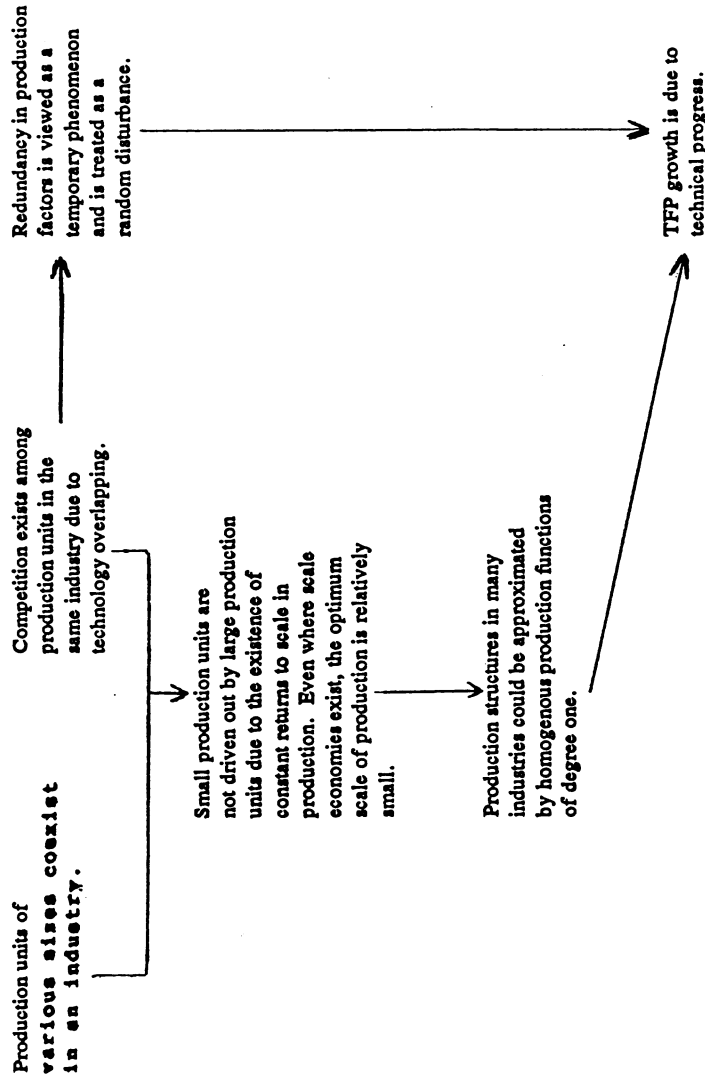 Production units of
various sizes coexist
in an industry.
Competition exists among
production units in the
same industry due to
technology overlapping.
Redundancy in production
factors is viewed as a
temporary phenomenon
and is treated as a
random disturbance.
Small production units are
not driven out by large production
units due to the existence of
constant returns to scale in
production. Even where scale
economies exist, the optimum
scale of production is relatively
small.
Production structures in many
industries could be approximated
by homogenous production functions
of degree one.
TFP growth is due to
technical progress.